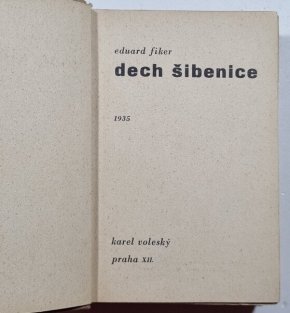 eduard fiker
dech šibenice
1935
karel voleský
praha XII.